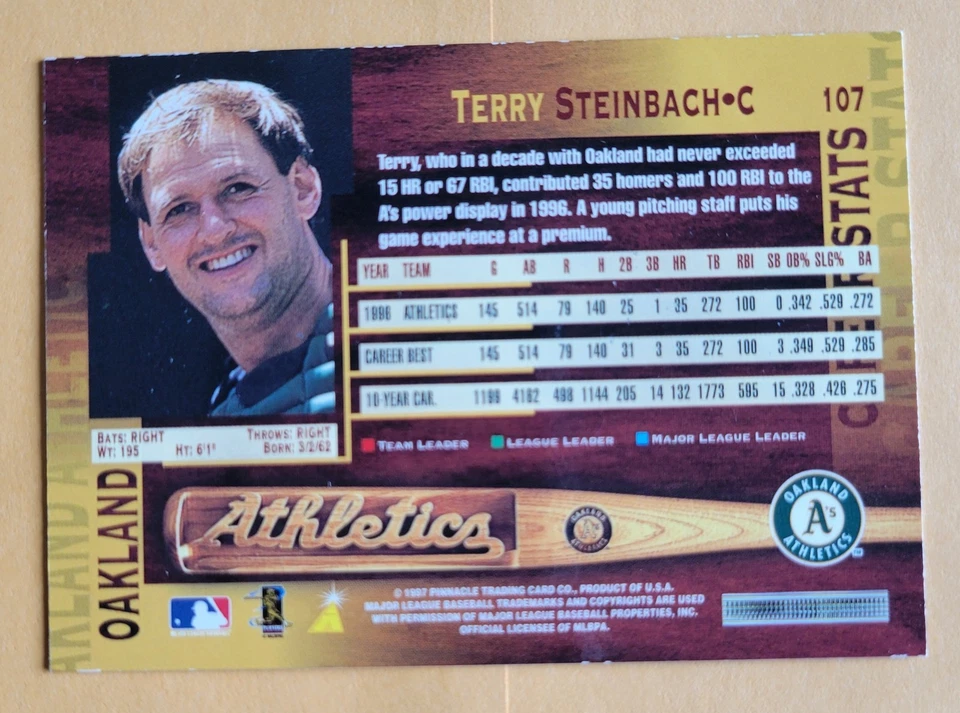 TERRY STEINBACH•C
107
Terry, who in a decade with Oakland had never exceeded
15 HR or 67 RBI, contributed 35 homers and 100 RBI to the
A's power display in 1996. A young pitching staff puts his
game experience at a premium.
YEAR TEAM G AB R H 2B 3B HR TB RBI SB OB% SLG% BA
1996 ATHLETICS 145 514 79 140 25 1 35 272 100 0 .342 .529 .272
CAREER BEST 145 514 79 140 31 3 35 272 100 3 .349 .529 .285
10-YEAR CAR. 1199 4162 498 1144 205 14 132 1773 595 15 .328 .426 .275
TEAM LEADER LEAGUE LEADER MAJOR LEAGUE LEADER
BATS: RIGHT THROWS: RIGHT
WT: 195 HT: 6'1" BORN: 3/2/62
OAKLAND
Athletics
OAKLAND
A's
ATHLETICS
OAKLAND
A's
ATHLETICS
TM
© 1997 PINNACLE TRADING CARD CO., PRODUCT OF U.S.A.
MAJOR LEAGUE BASEBALL TRADEMARKS AND COPYRIGHTS ARE USED
WITH PERMISSION OF MAJOR LEAGUE BASEBALL PROPERTIES, INC.
OFFICIAL LICENSEE OF MLBPA.